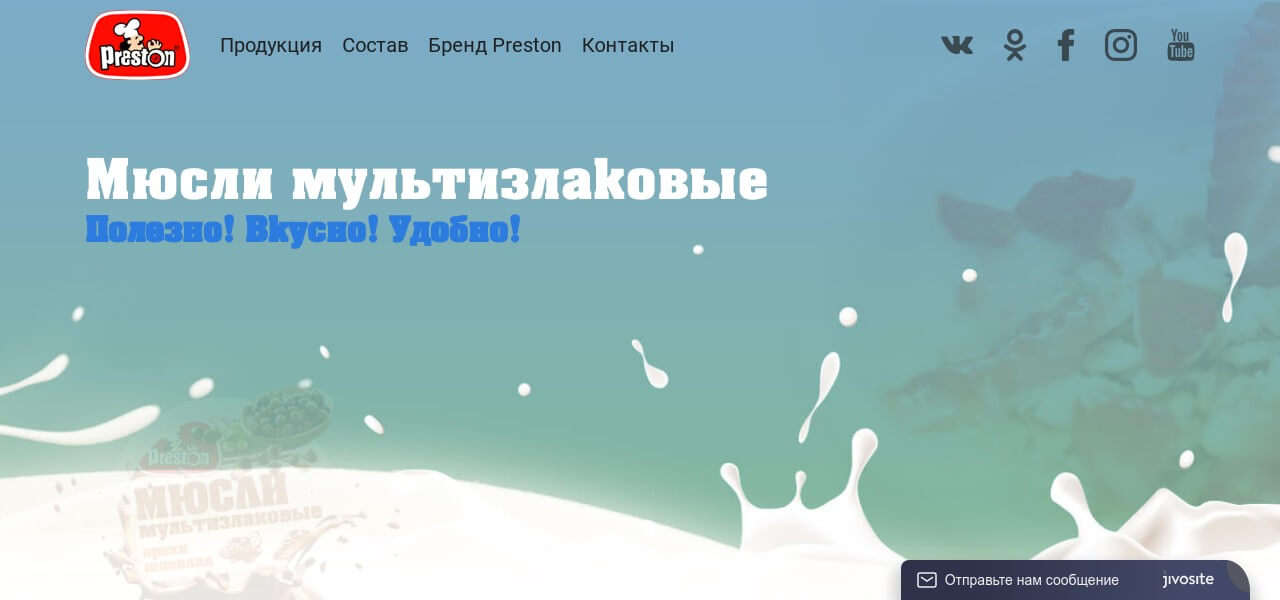 Preston
Продукция Состав Бренд Preston Контакты
You
Tube
Мюсли мультизлаковые
Полезно! Вкусно! Удобно!
Preston
МЮСЛИ
мультизлаковые
орехи
шоколад
Отправьте нам сообщение jivosite